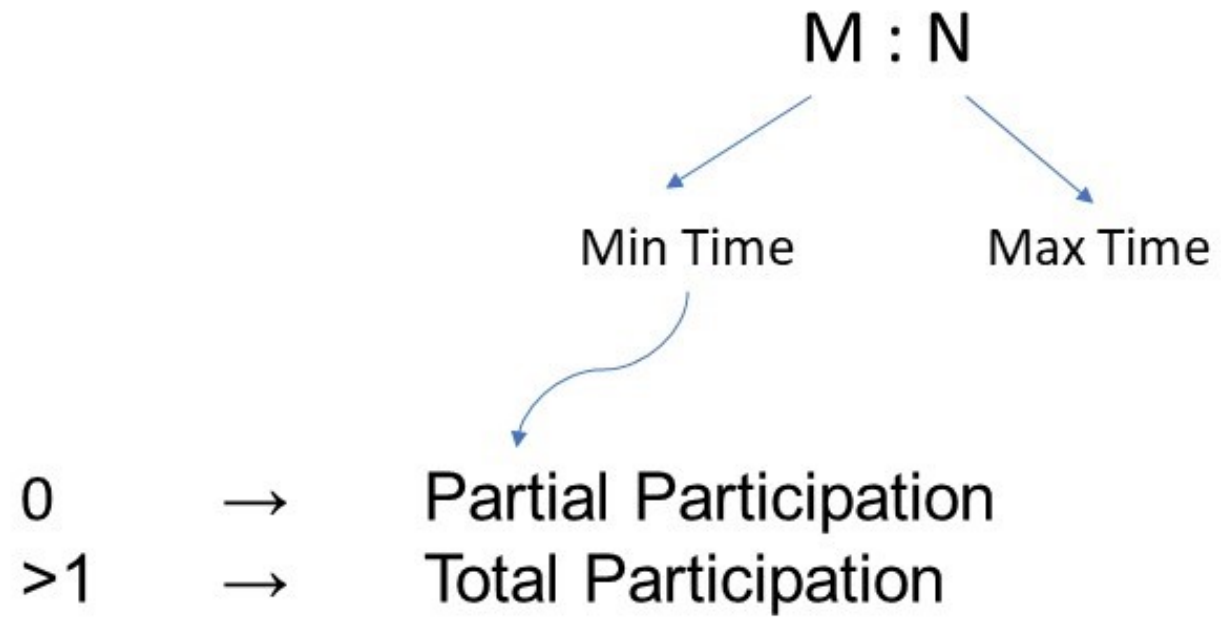 M : N
Min Time Max Time
0 → Partial Participation
>1 → Total Participation